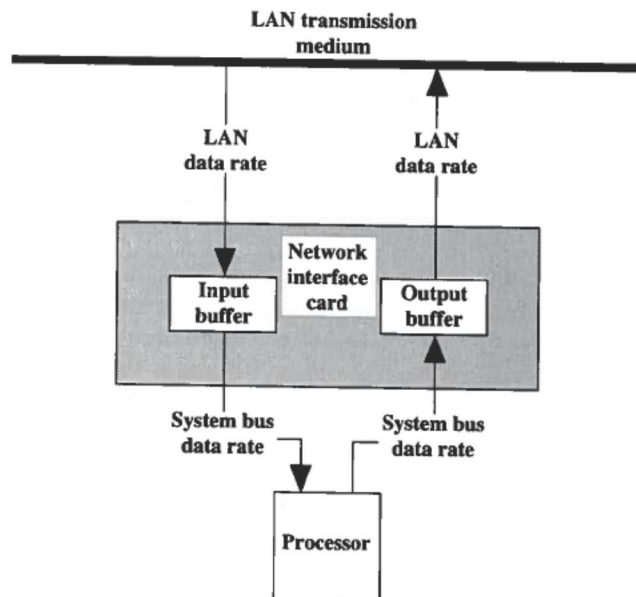 LAN transmission
medium
LAN
data rate
LAN
data rate
Network
interface
card
Input
buffer
Output
buffer
System bus
data rate
System bus
data rate
Processor